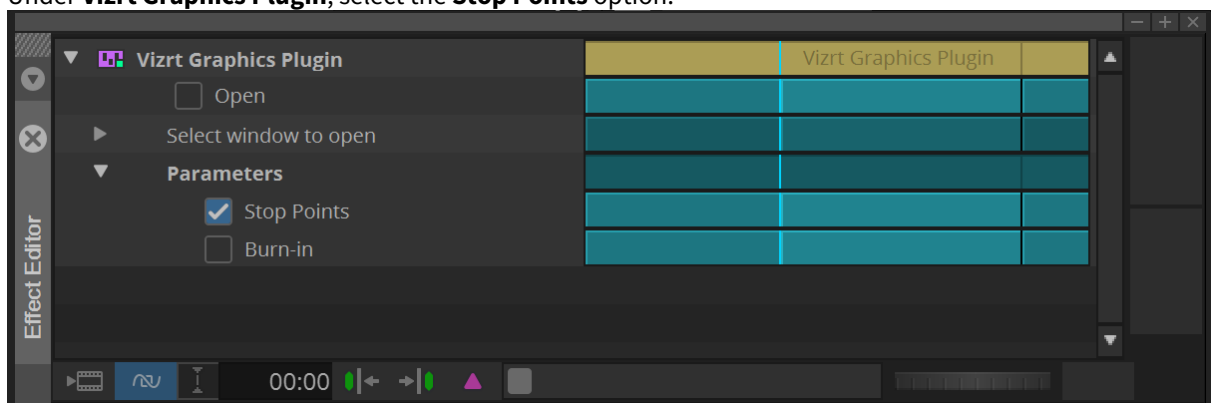 Under Vizrt Graphics Plugin, select the Stop Points option.
Vizrt Graphics Plugin
Vizrt Graphics Plugin
Open
Select window to open
Parameters
Stop Points
Burn-in
Effect Editor
00:00